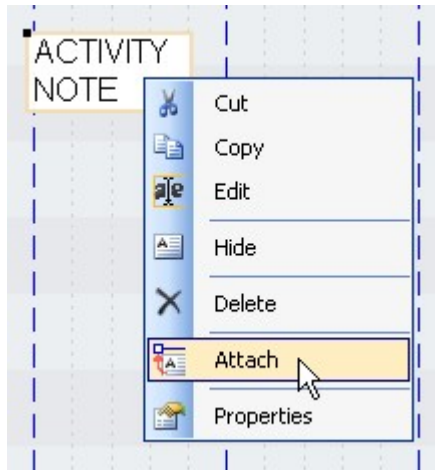 ACTIVITY
NOTE
Cut
Copy
Edit
Hide
Delete
Attach
Properties